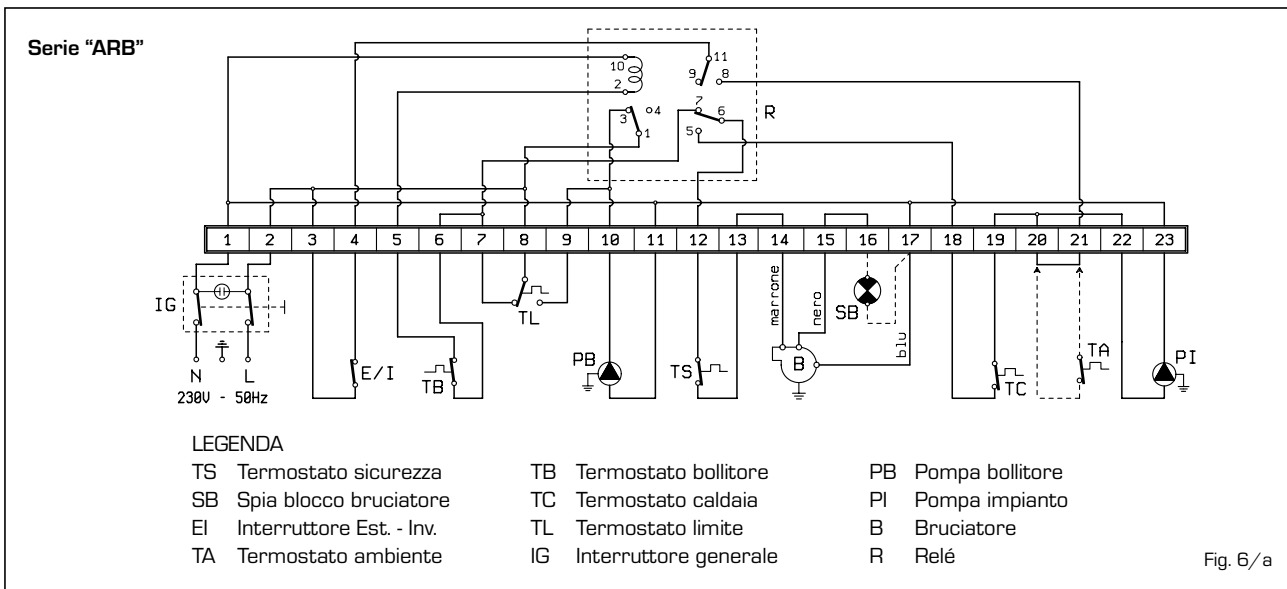 Serie “ARB”
10
2
3
4
1
11
9
8
7
6
5
R
1 2 3 4 5 6 7 8 9 10 11 12 13 14 15 16 17 18 19 20 21 22 23
IG
N L
230V - 50Hz
E/I
TB
TL
PB
TS
marrone
nero
B
SB
blu
TC
TA
PI
LEGENDA
TS Termostato sicurezza
SB Spia blocco bruciatore
EI Interruttore Est. - Inv.
TA Termostato ambiente
TB Termostato bollitore
TC Termostato caldaia
TL Termostato limite
IG Interruttore generale
PB Pompa bollitore
PI Pompa impianto
B Bruciatore
R Relé
Fig. 6/a